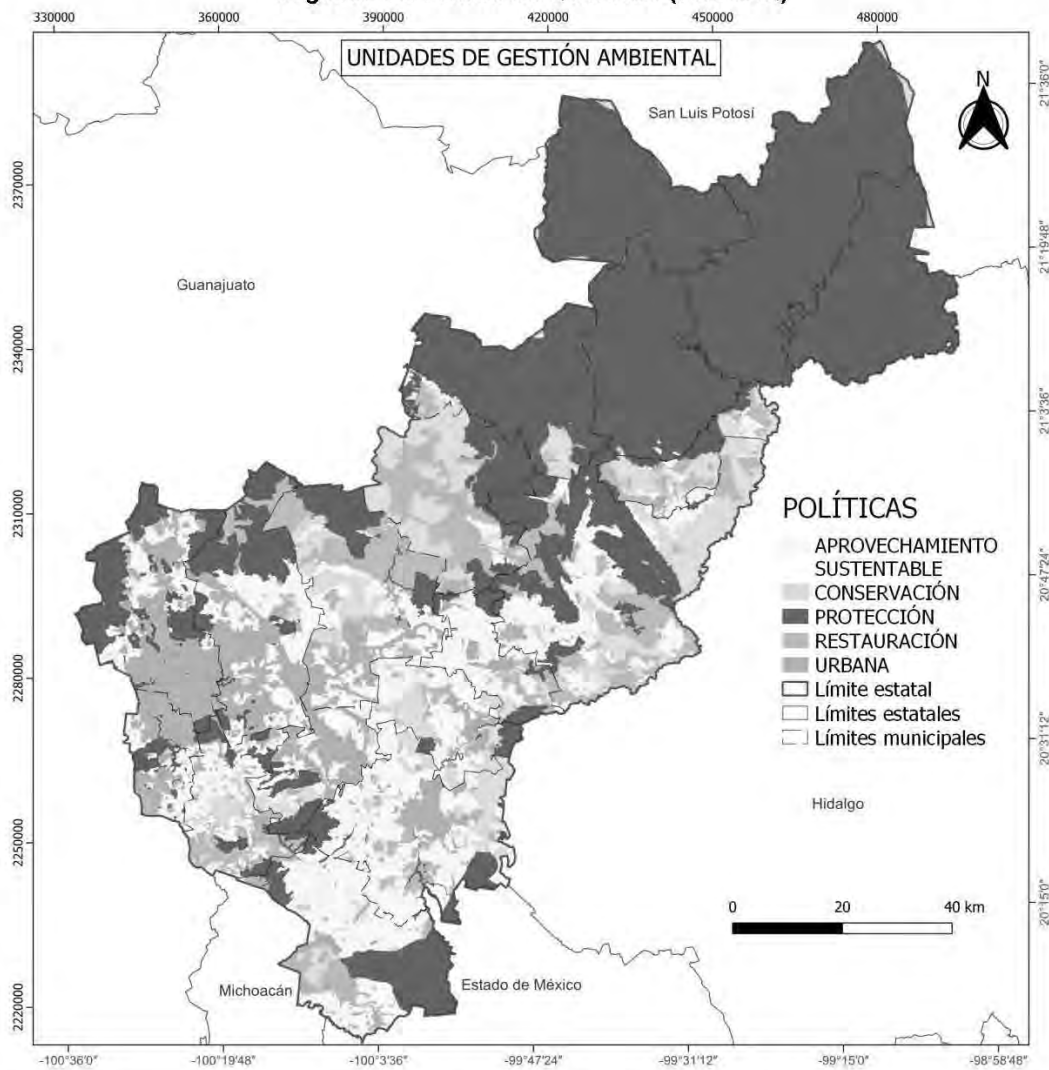 330000 360000 390000 420000 450000 480000
UNIDADES DE GESTIÓN AMBIENTAL
N
San Luis Potosí
21°36'0"
2370000
21°19'48"
Guanajuato
2340000
21°3'36"
POLÍTICAS
2310000
APROVECHAMIENTO
SUSTENTABLE
20°47'24"
CONSERVACIÓN
PROTECCIÓN
RESTAURACIÓN
URBANA
2280000
Límite estatal
Límites estatales
20°31'12"
Límites municipales
Hidalgo
2250000
0 20 40 km
20°15'0"
Michoacán
Estado de México
2220000
-100°36'0" -100°19'48" -100°3'36" -99°47'24" -99°31'12" -99°15'0" -98°58'48"